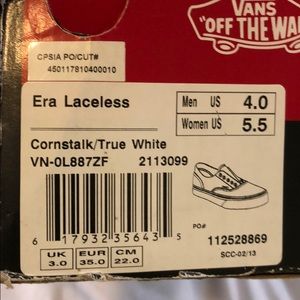 VANS
"OFF THE WA
CPSIA PO/CUT#
450117810400010
Era Laceless
Men US 4.0
Women US 5.5
Cornstalk/True White
VN-0L887ZF 2113099
6 17932 35643 5
PO#
112528869
UK 3.0 EUR 35.0 CM 22.0
SCC-02/13